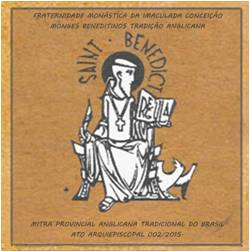 FRATERNIDADE MONÁSTICA DA IMACULADA CONCEIÇÃO
MONGES BENEDITINOS TRADIÇÃO ANGLICANA
SAINT BENEDICT
MITRA PROVINCIAL ANGLICANA TRADICIONAL DO BRASIL
ATO ARQUIEPISCOPAL 002/2015